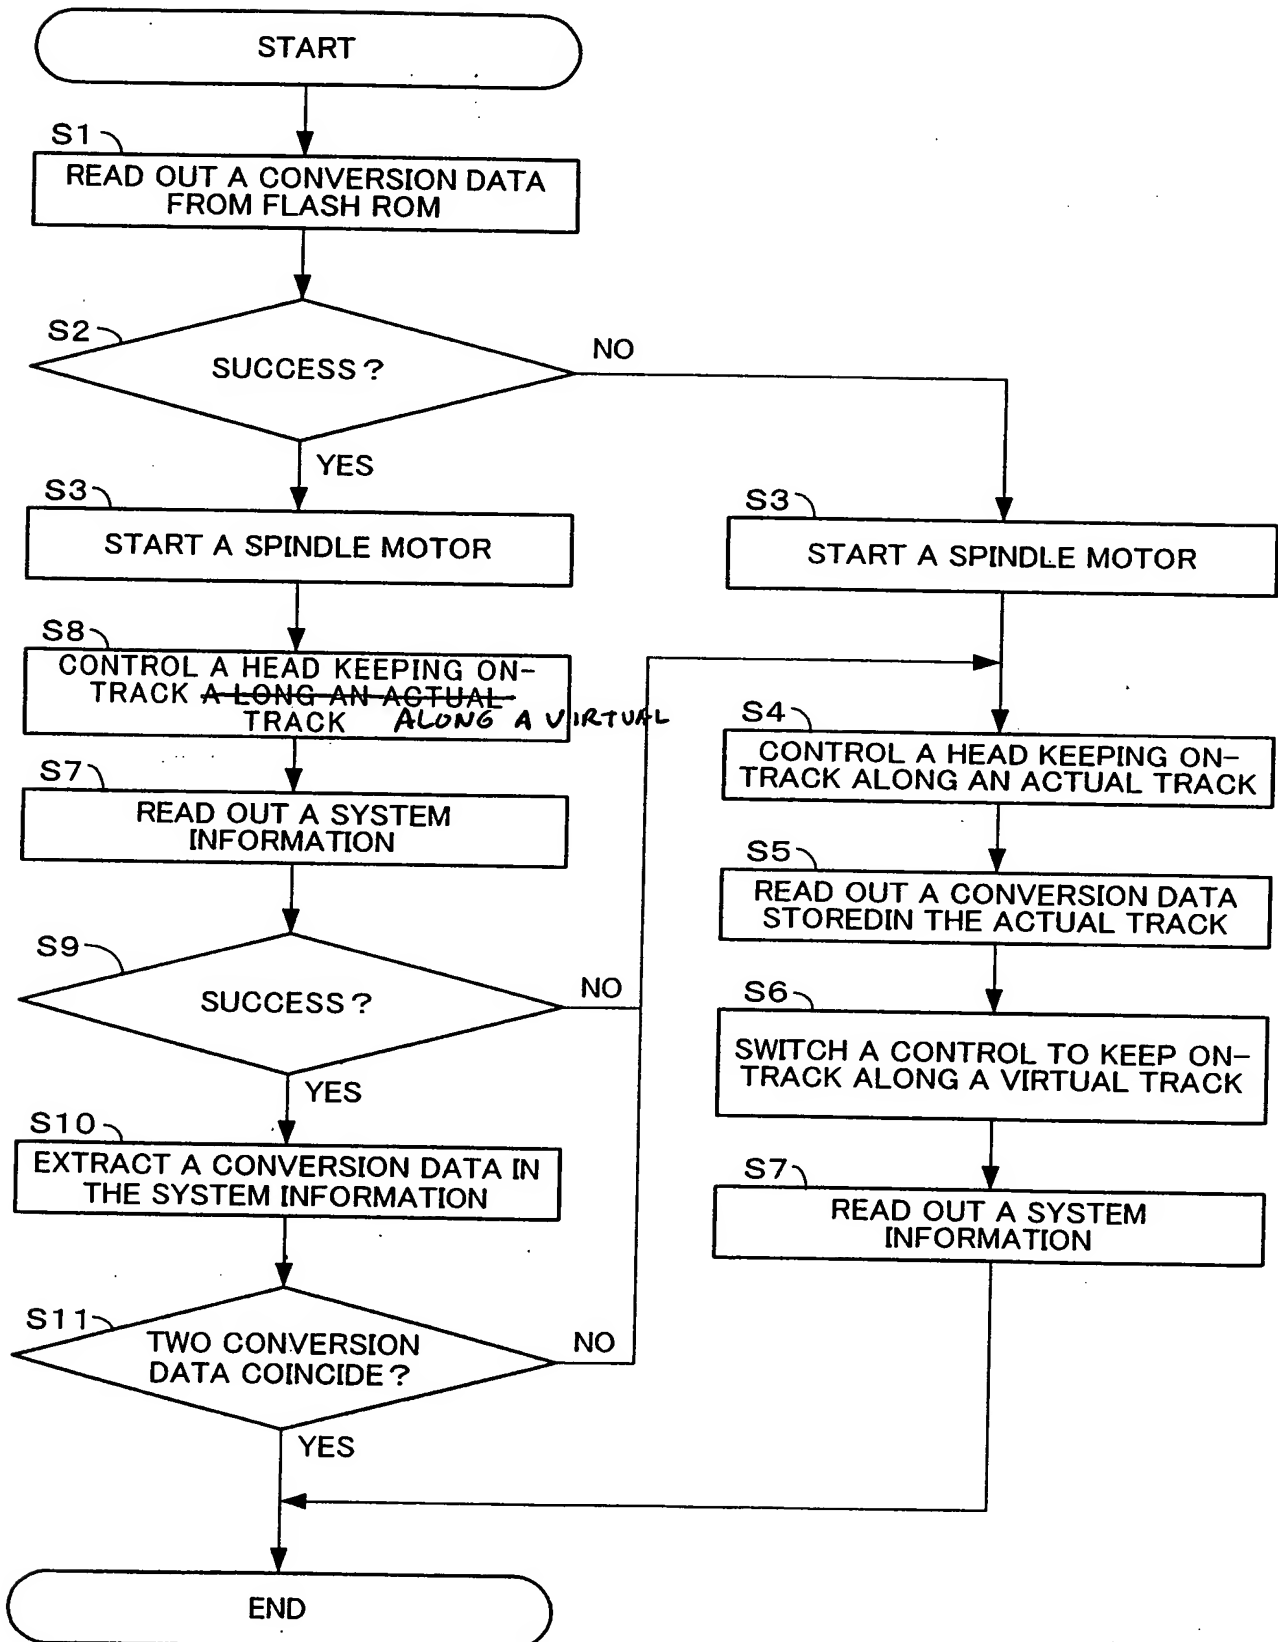 START
S1
READ OUT A CONVERSION DATA
FROM FLASH ROM
S2
SUCCESS?
NO
YES
S3
START A SPINDLE MOTOR
S8
CONTROL A HEAD KEEPING ON-
TRACK A LONG AN ACTUAL
TRACK ALONG A VIRTUAL
S7
READ OUT A SYSTEM
INFORMATION
S9
SUCCESS?
NO
YES
S10
EXTRACT A CONVERSION DATA IN
THE SYSTEM INFORMATION
S11
TWO CONVERSION
DATA COINCIDE?
NO
YES
S3
START A SPINDLE MOTOR
S4
CONTROL A HEAD KEEPING ON-
TRACK ALONG AN ACTUAL TRACK
S5
READ OUT A CONVERSION DATA
STOREDIN THE ACTUAL TRACK
S6
SWITCH A CONTROL TO KEEP ON-
TRACK ALONG A VIRTUAL TRACK
S7
READ OUT A SYSTEM
INFORMATION
END